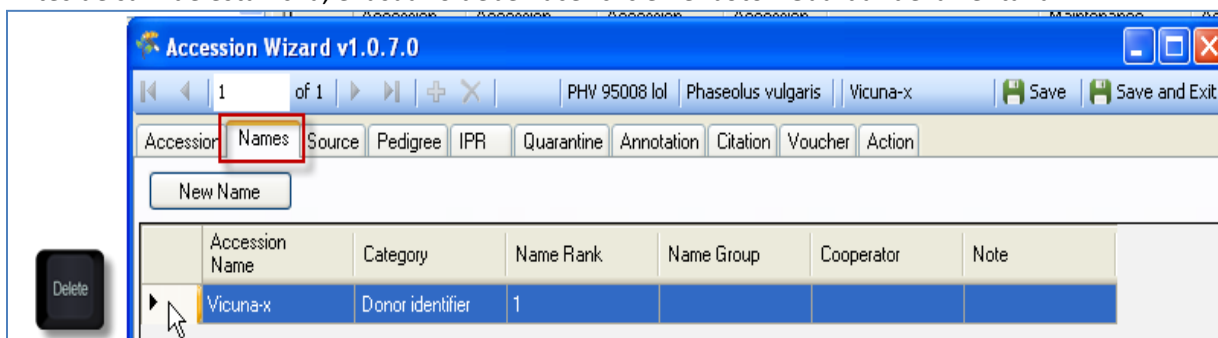 Accession Wizard v1.0.7.0
1 of 1 PHV 95008 lol Phaseolus vulgaris Vicuna-x Save Save and Exit
Accession Names Source Pedigree IPR Quarantine Annotation Citation Voucher Action
New Name
Accession Name Category Name Rank Name Group Cooperator Note
Vicuna-x Donor identifier 1
Delete